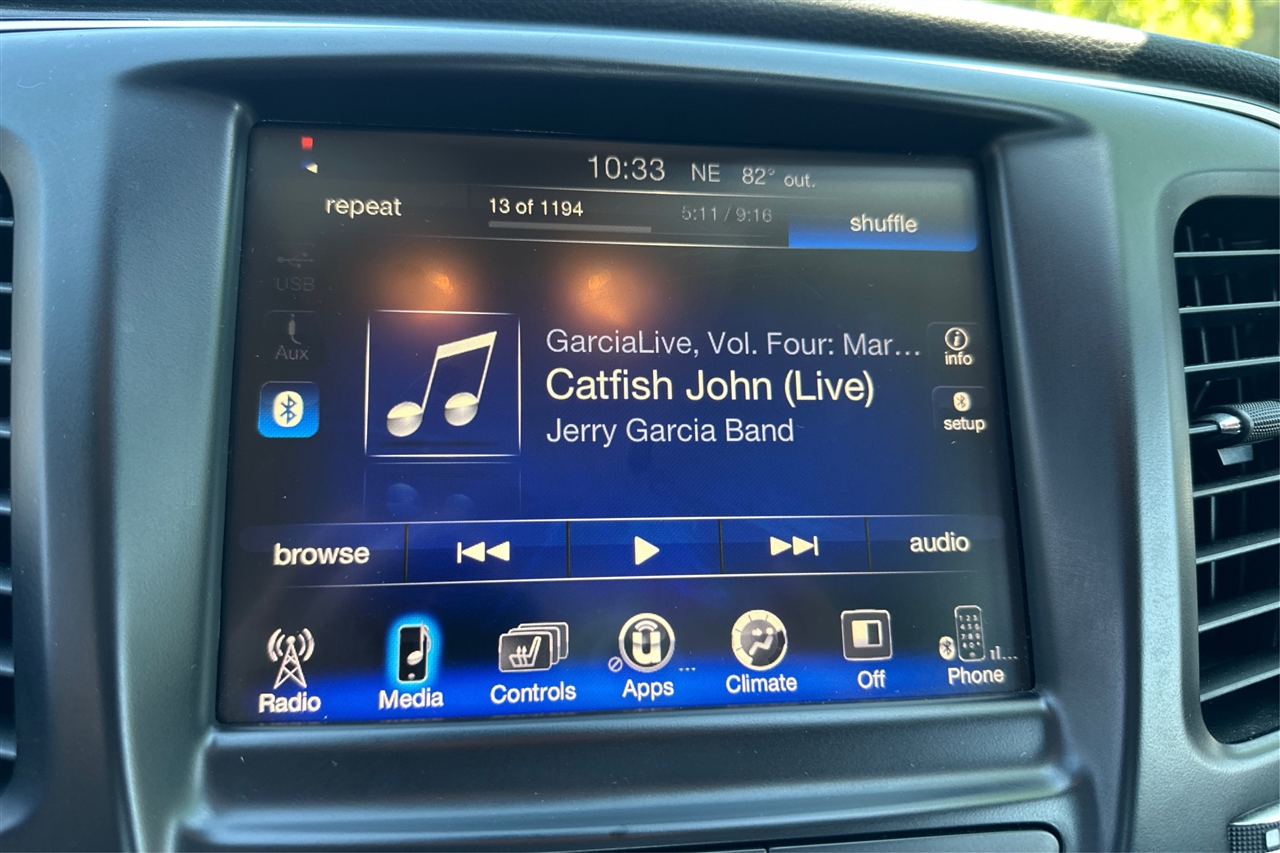 10:33 NE 82° out.
repeat
13 of 1194
5:11 / 9:16
shuffle
USB
Aux
GarciaLive, Vol. Four: Mar...
Catfish John (Live)
Jerry Garcia Band
info
setup
browse
audio
Radio
Media
Controls
Apps
Climate
Off
Phone